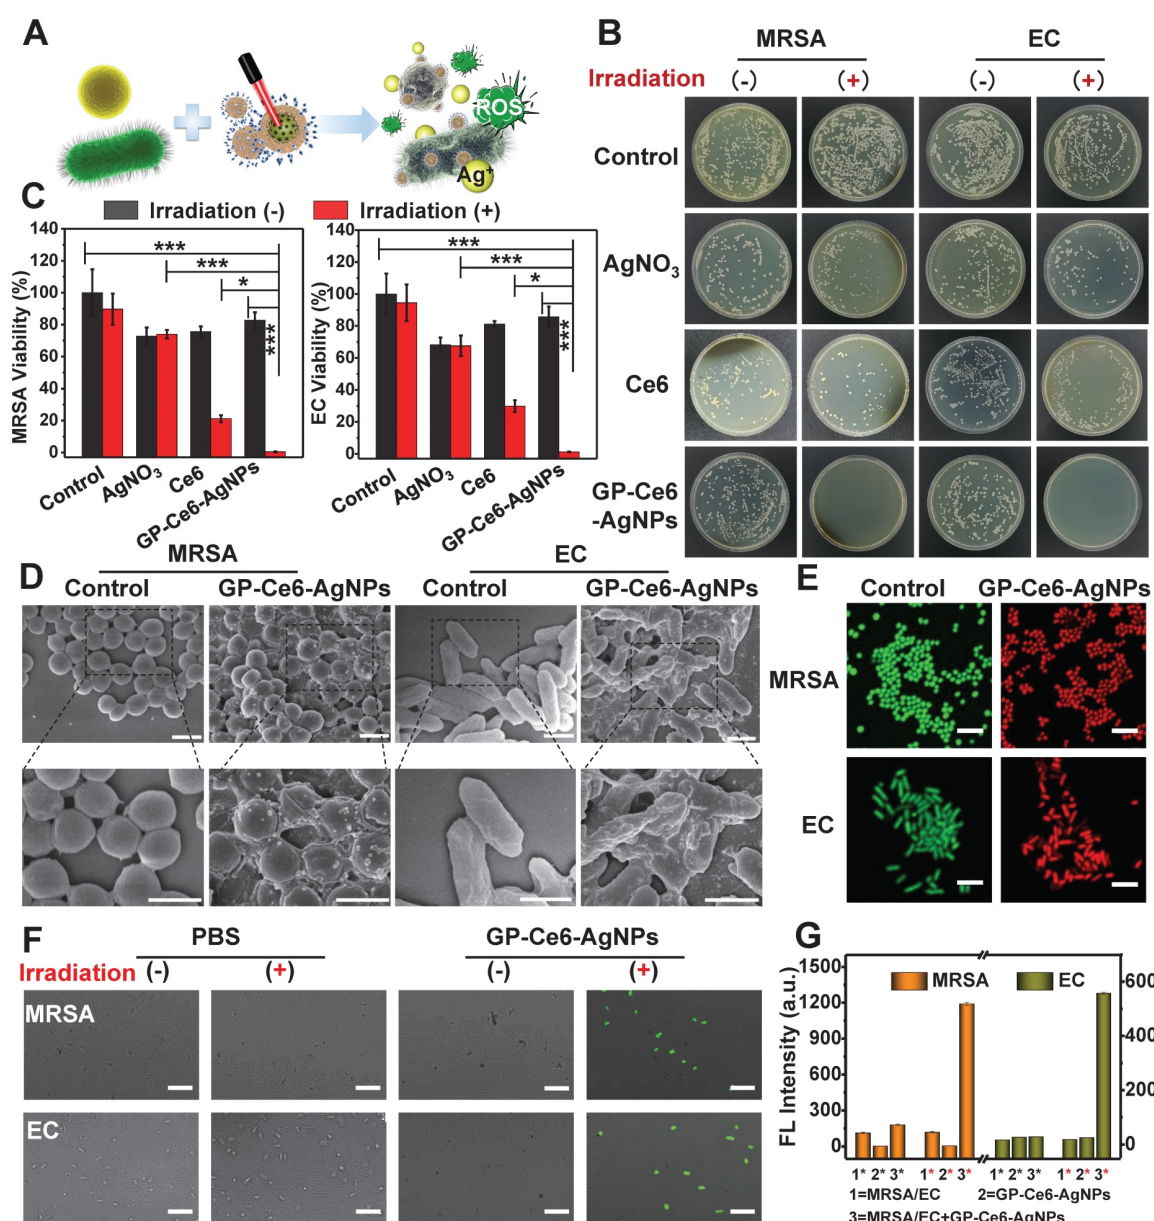 A
ROS
Ag+
B
MRSA EC
Irradiation (-) (+) (-) (+)
Control
AgNO3
Ce6
GP-Ce6
-AgNPs
C
Irradiation (-) Irradiation (+)
MRSA Viability (%)
140
120
100
80
60
40
20
0
***
***
*
***
Control AgNO3 Ce6 GP-Ce6-AgNPs
EC Viability (%)
140
120
100
80
60
40
20
0
***
***
*
***
Control AgNO3 Ce6 GP-Ce6-AgNPs
D
MRSA EC
Control GP-Ce6-AgNPs Control GP-Ce6-AgNPs
E
Control GP-Ce6-AgNPs
MRSA
EC
F
PBS GP-Ce6-AgNPs
Irradiation (-) (+) (-) (+)
MRSA
EC
G
FL Intensity (a.u.)
1500
1200
900
600
300
0
MRSA EC
600
400
200
0
1* 2* 3* 1* 2* 3* 1* 2* 3* 1* 2* 3*
1=MRSA/EC 2=GP-Ce6-AgNPs
3=MRSA/EC+GP-Ce6-AgNPs